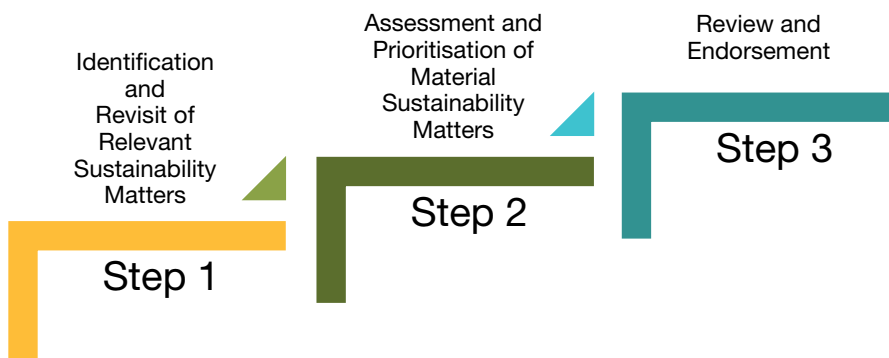 Identification
and
Revisit of
Relevant
Sustainability
Matters
Step 1
Assessment and
Prioritisation of
Material
Sustainability
Matters
Step 2
Review and
Endorsement
Step 3